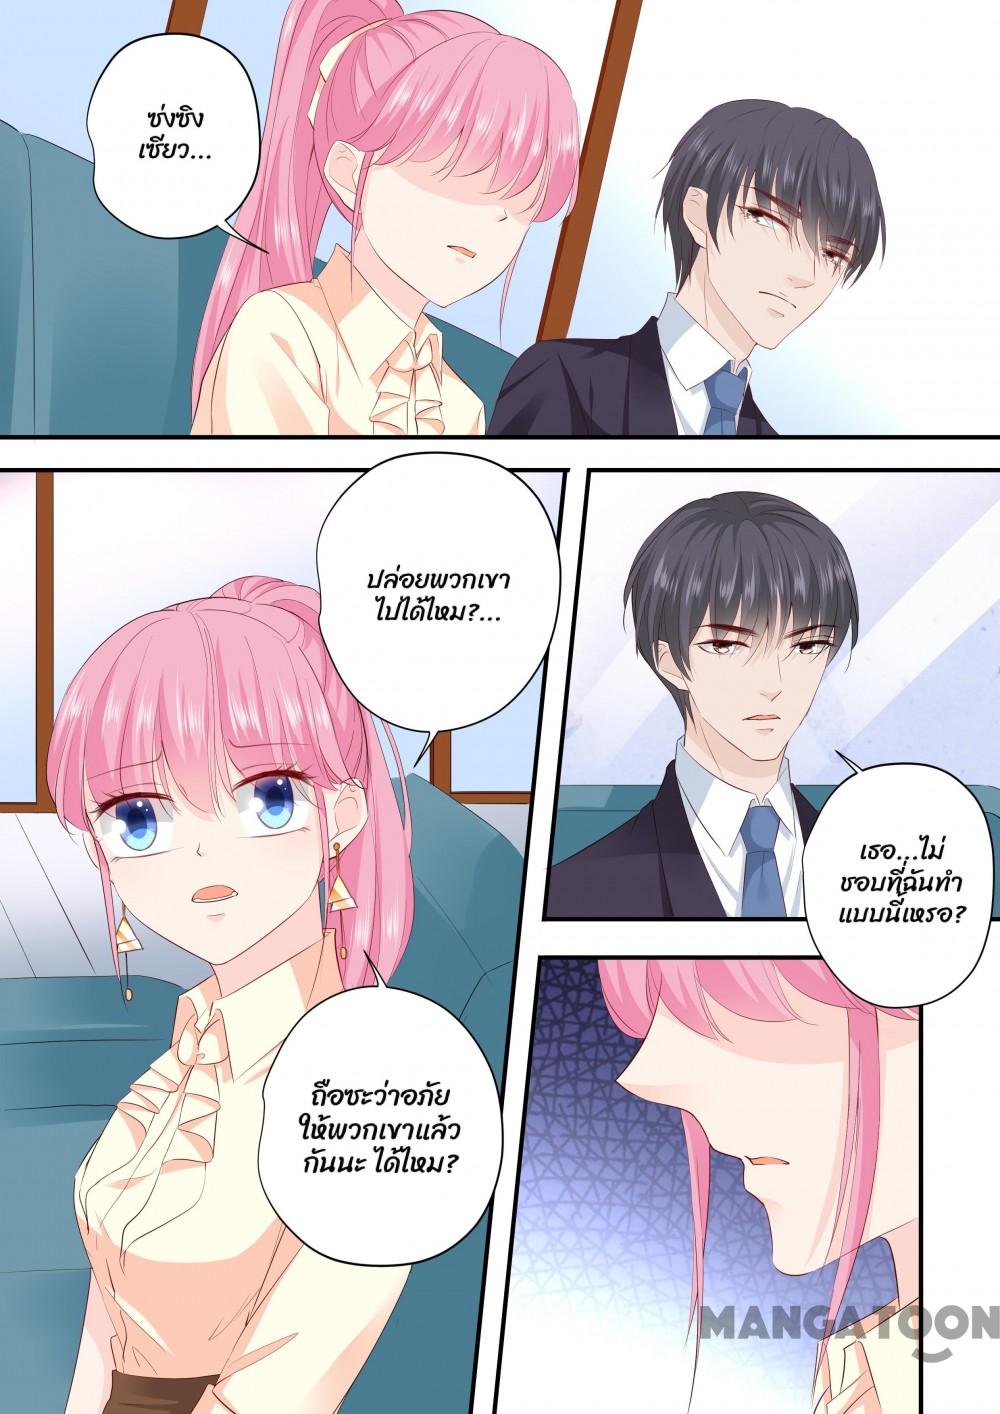 ซ่งซิง
เซียว...
ปล่อยพวกเขา
ไปได้ไหม?...
เธอ...ไม่
ชอบที่ฉันทำ
แบบนี้เหรอ?
ถือซะว่าอภัย
ให้พวกเขาแล้ว
กันนะ ได้ไหม?
MANGATOON